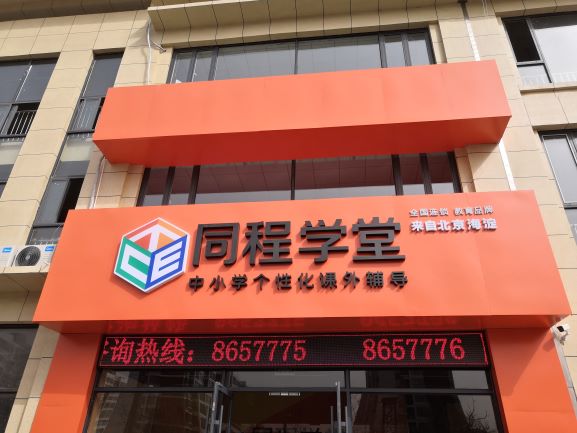 全国连锁 教育品牌
来自北京海淀
同程学堂
中小学个性化课外辅导
询热线：8657775 8657776